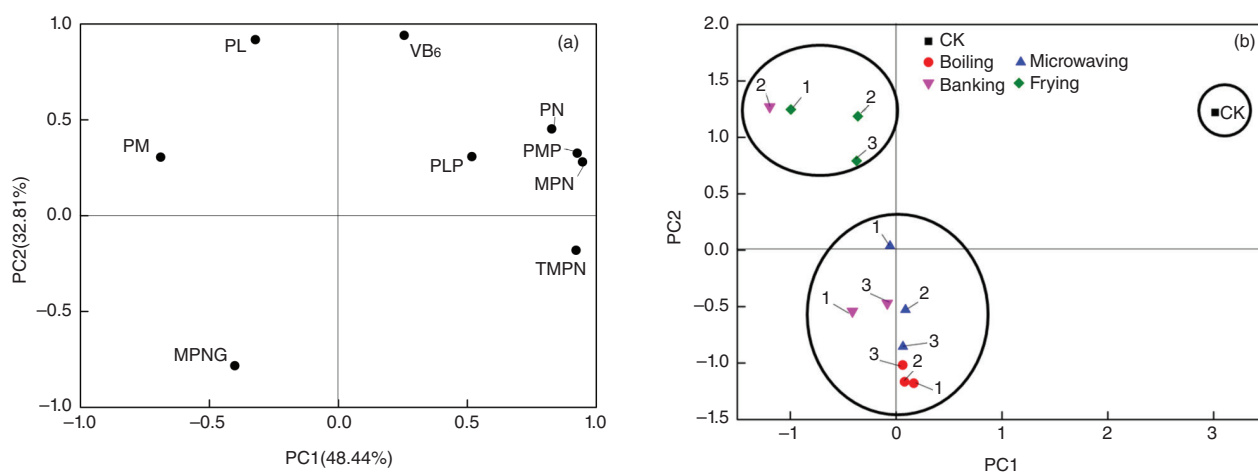 (a)
1.0
0.5
0.0
−0.5
−1.0
PC2(32.81%)
PL
VB6
PN
PM
PLP
PMP
MPN
TMPN
MPNG
−1.0
−0.5
0.0
0.5
1.0
PC1(48.44%)
(b)
2.0
1.5
1.0
0.5
0.0
−0.5
−1.0
−1.5
PC2
CK
Boiling
Microwaving
Banking
Frying
2
1
2
3
CK
1
3
2
1
3
3
2
1
−1
0
1
2
3
PC1